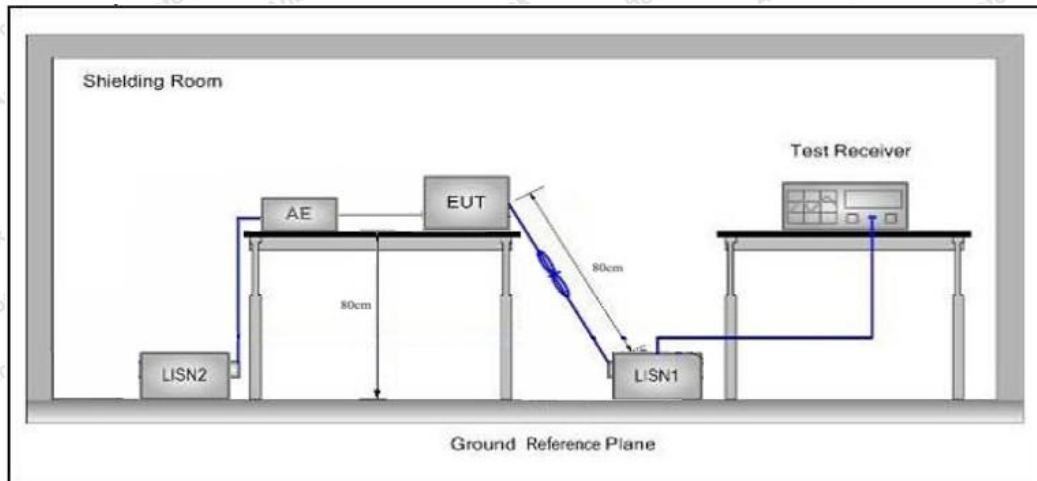 Shielding Room
Test Receiver
AE
EUT
80cm
80cm
LISN2
LISN1
Ground Reference Plane